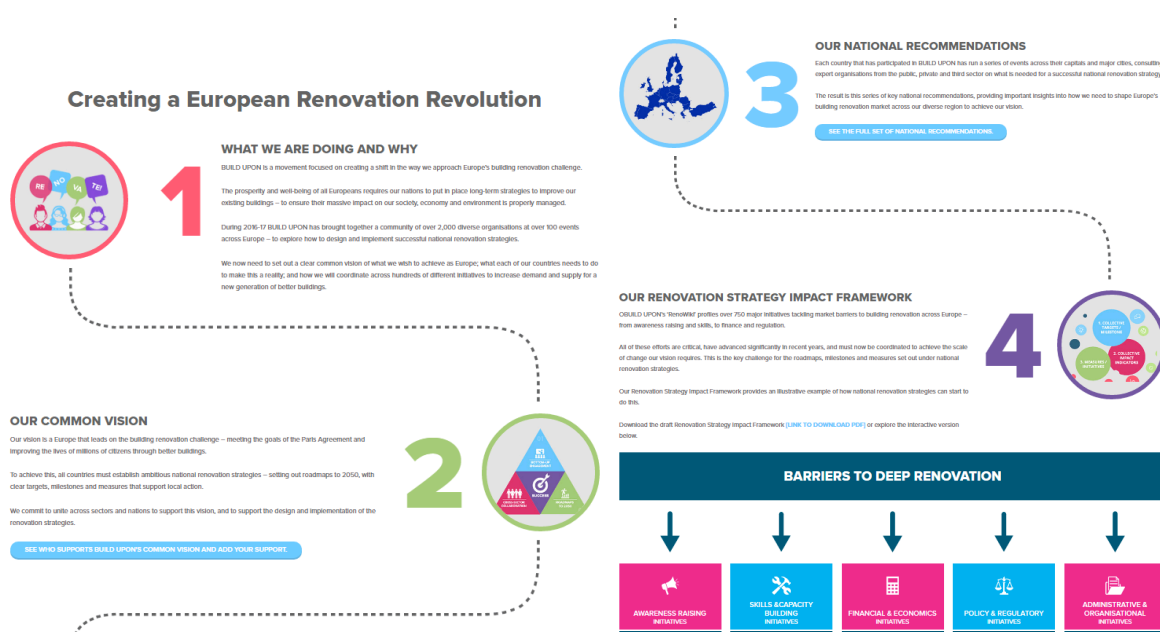 Creating a European Renovation Revolution
RE
NO
VA
TE!
1
WHAT WE ARE DOING AND WHY
BUILD UPON is a movement focused on creating a shift in the way we approach Europe's building renovation challenge.
The prosperity and well-being of all Europeans requires our nations to put in place long-term strategies to improve our
existing buildings – to ensure their massive impact on our society, economy and environment is properly managed.
During 2016-17 BUILD UPON has brought together a community of over 2,000 diverse organisations at over 100 events
across Europe – to explore how to design and implement successful national renovation strategies.
We now need to set out a clear common vision of what we wish to achieve as Europe; what each of our countries needs to do
to make this a reality; and how we will coordinate across hundreds of different initiatives to increase demand and supply for a
new generation of better buildings.
OUR COMMON VISION
Our vision is a Europe that leads on the building renovation challenge – meeting the goals of the Paris Agreement and
improving the lives of millions of citizens through better buildings.
To achieve this, all countries must establish ambitious national renovation strategies – setting out roadmaps to 2050, with
clear targets, milestones and measures that support local action.
We commit to unite across sectors and nations to support this vision, and to support the design and implementation of the
renovation strategies.
SEE WHO SUPPORTS BUILD UPON'S COMMON VISION AND ADD YOUR SUPPORT.
2
SUCCESS
3
OUR NATIONAL RECOMMENDATIONS
Each country that has participated in BUILD UPON has run a series of events across their capitals and major cities, consulting
expert organisations from the public, private and third sector on what is needed for a successful national renovation strategy
The result is this series of key national recommendations, providing important insights into how we need to shape Europe's
building renovation market across our diverse region to achieve our vision.
SEE THE FULL SET OF NATIONAL RECOMMENDATIONS.
OUR RENOVATION STRATEGY IMPACT FRAMEWORK
OBUILD UPON's 'RenoWiki' profiles over 750 major initiatives tackling market barriers to building renovation across Europe –
from awareness raising and skills, to finance and regulation.
All of these efforts are critical, have advanced significantly in recent years, and must now be coordinated to achieve the scale
of change our vision requires. This is the key challenge for the roadmaps, milestones and measures set out under national
renovation strategies.
Our Renovation Strategy Impact Framework provides an illustrative example of how national renovation strategies can start to
do this.
Download the draft Renovation Strategy Impact Framework [LINK TO DOWNLOAD PDF] or explore the interactive version
below.
4
1. COLLECTIVE
TARGETS /
2. COLLECTIVE
IMPACT
INDICATORS
BARRIERS TO DEEP RENOVATION
AWARENESS RAISING
INITIATIVES
SKILLS &CAPACITY
BUILDING
INITIATIVES
FINANCIAL & ECONOMICS
INITIATIVES
POLICY & REGULATORY
INITIATIVES
ADMINISTRATIVE &
ORGANISATIONAL
INITIATIVES